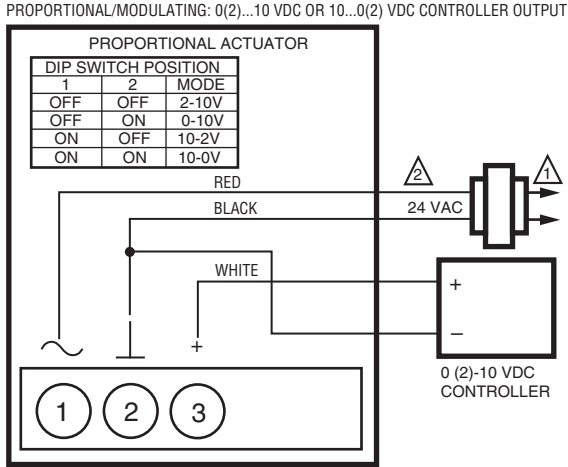 PROPORTIONAL/MODULATING: 0(2)...10 VDC OR 10...0(2) VDC CONTROLLER OUTPUT
PROPORTIONAL ACTUATOR
DIP SWITCH POSITION
1 2 MODE
OFF OFF 2-10V
OFF ON 0-10V
ON OFF 10-2V
ON ON 10-0V
RED
2
1
BLACK
24 VAC
WHITE
+
–
+
0 (2)-10 VDC
CONTROLLER
1 2 3